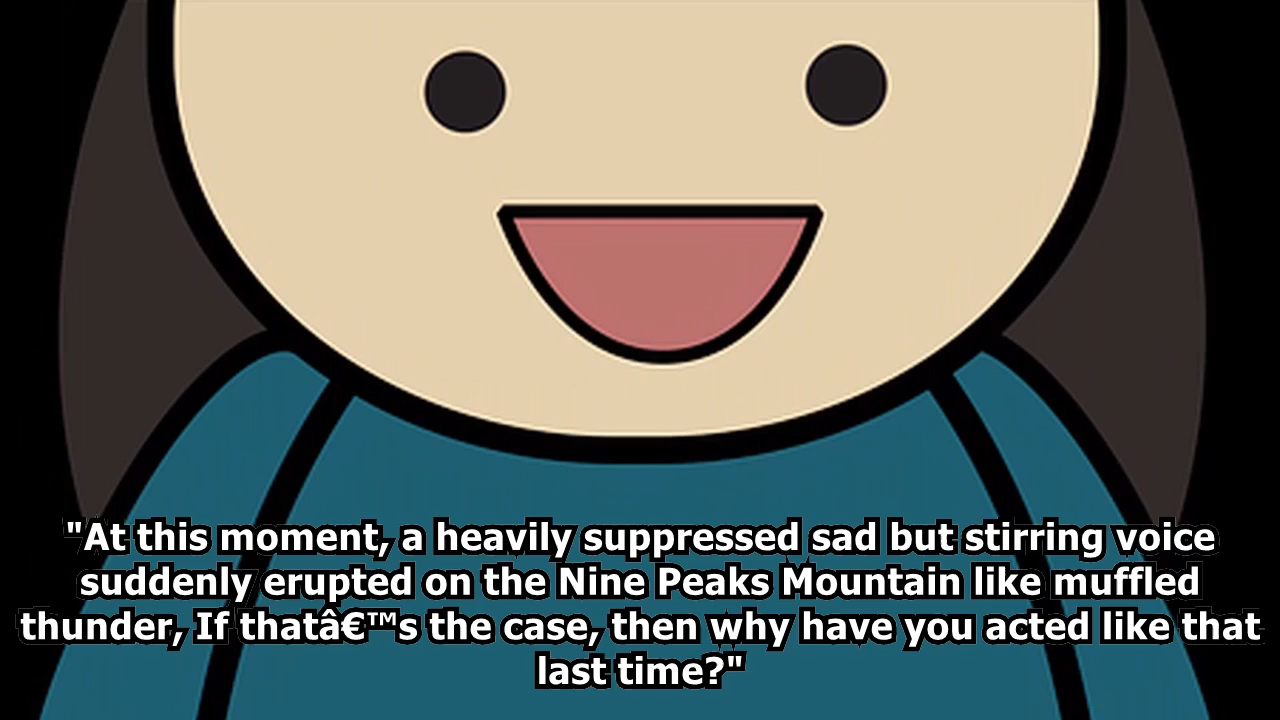 "At this moment, a heavily suppressed sad but stirring voice
suddenly erupted on the Nine Peaks Mountain like muffled
thunder, If thatâ€™s the case, then why have you acted like that
last time?"